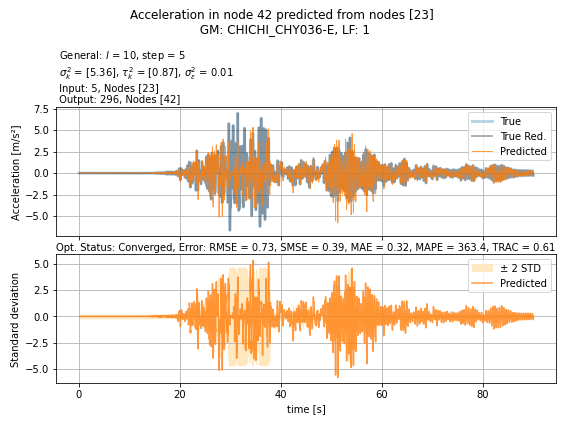 Acceleration in node 42 predicted from nodes [23]
GM: CHICHI_CHY036-E, LF: 1
General: l = 10, step = 5
σ²ₖ = [5.36], τ²ₖ = [0.87], σ²ε = 0.01
Input: 5, Nodes [23]
Output: 296, Nodes [42]
7.5
5.0
2.5
0.0
−2.5
−5.0
Acceleration [m/s²]
True
True Red.
Predicted
Opt. Status: Converged, Error: RMSE = 0.73, SMSE = 0.39, MAE = 0.32, MAPE = 363.4, TRAC = 0.61
5.0
2.5
0.0
−2.5
−5.0
Standard deviation
± 2 STD
Predicted
0 20 40 60 80
time [s]